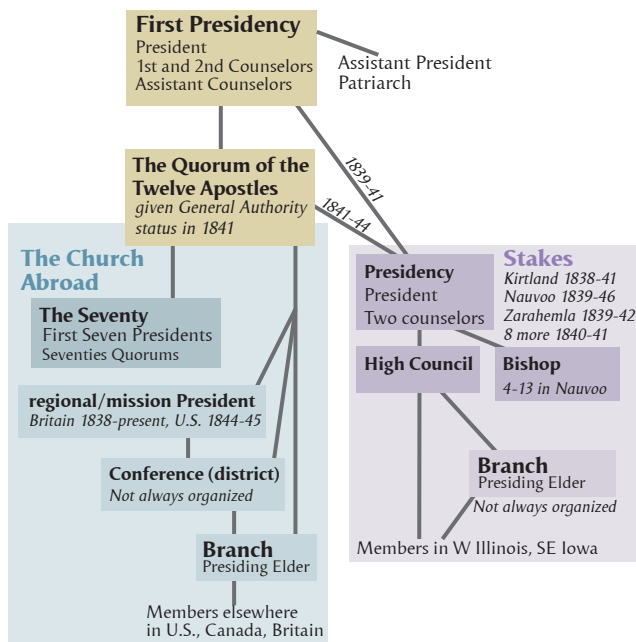 First Presidency
President
1st and 2nd Counselors
Assistant Counselors
Assistant President
Patriarch
The Quorum of the
Twelve Apostles
given General Authority
status in 1841
1839-41
1841-44
The Church
Abroad
The Seventy
First Seven Presidents
Seventies Quorums
regional/mission President
Britain 1838-present, U.S. 1844-45
Conference (district)
Not always organized
Branch
Presiding Elder
Members elsewhere
in U.S., Canada, Britain
Stakes
Kirtland 1838-41
Nauvoo 1839-46
Zarahemla 1839-42
8 more 1840-41
Presidency
President
Two counselors
High Council
Bishop
4-13 in Nauvoo
Branch
Presiding Elder
Not always organized
Members in W Illinois, SE Iowa